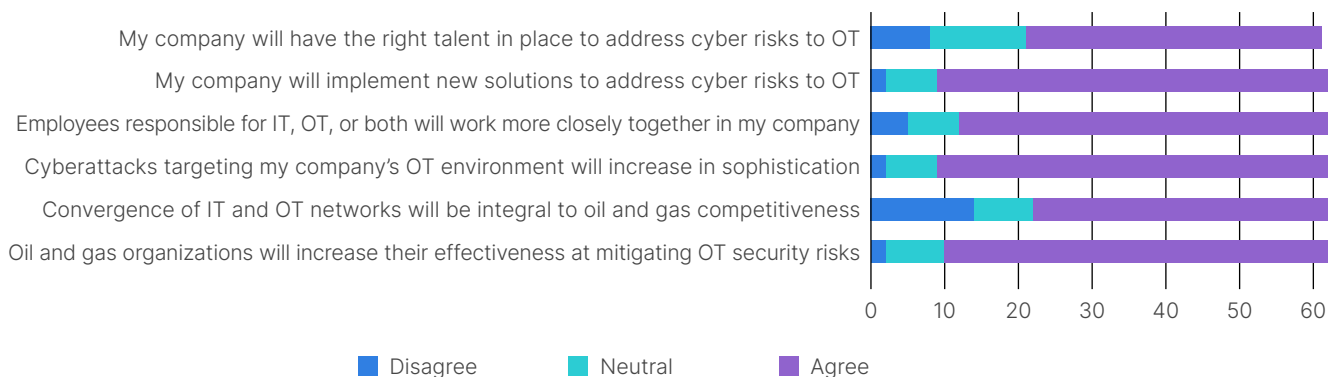 My company will have the right talent in place to address cyber risks to OT
My company will implement new solutions to address cyber risks to OT
Employees responsible for IT, OT, or both will work more closely together in my company
Cyberattacks targeting my company’s OT environment will increase in sophistication
Convergence of IT and OT networks will be integral to oil and gas competitiveness
Oil and gas organizations will increase their effectiveness at mitigating OT security risks
0 10 20 30 40 50 60
Disagree Neutral Agree